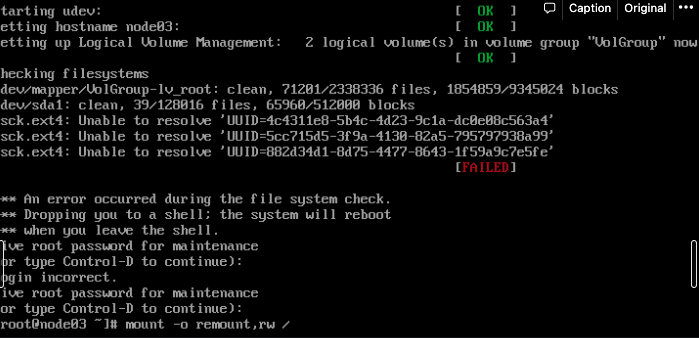 Caption Original ...
tarting udev: [ OK ]
etting hostname node03: [ OK ]
etting up Logical Volume Management: 2 logical volume(s) in volume group "VolGroup" now
[ OK ]
hecking filesystems
dev/mapper/VolGroup-lv_root: clean, 71201/2338336 files, 1854859/9345024 blocks
dev/sda1: clean, 39/128016 files, 65960/512000 blocks
sck.ext4: Unable to resolve 'UUID=4c4311e8-5b4c-4d23-9c1a-dc0e08c563a4'
sck.ext4: Unable to resolve 'UUID=5cc715d5-3f9a-4130-82a5-795797938a99'
sck.ext4: Unable to resolve 'UUID=882d34d1-8d75-4477-8643-1f59a9c7e5fe'
[FAILED]
** An error occurred during the file system check.
** Dropping you to a shell; the system will reboot
** when you leave the shell.
ive root password for maintenance
or type Control-D to continue):
ogin incorrect.
ive root password for maintenance
or type Control-D to continue):
root@node03 ~]# mount -o remount,rw /